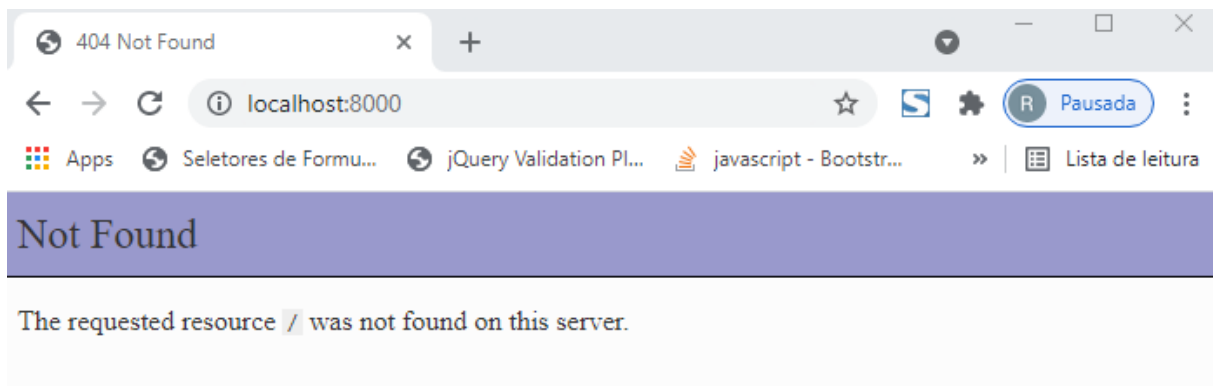 404 Not Found
localhost:8000
R Pausada
Apps Seletores de Formu... jQuery Validation Pl... javascript - Bootstr... » Lista de leitura
Not Found
The requested resource / was not found on this server.